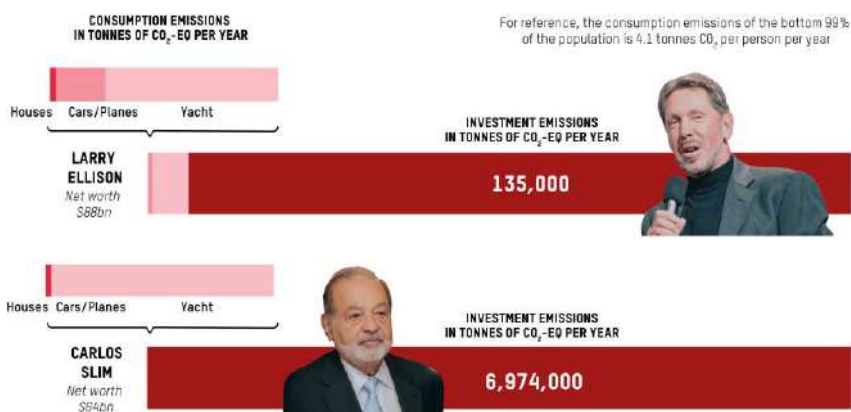 CONSUMPTION EMISSIONS
IN TONNES OF CO₂-EQ PER YEAR
For reference, the consumption emissions of the bottom 99%
of the population is 4.1 tonnes CO₂ per person per year
Houses Cars/Planes Yacht
INVESTMENT EMISSIONS
IN TONNES OF CO₂-EQ PER YEAR
LARRY
ELLISON
Net worth
$88bn
135,000
Houses Cars/Planes Yacht
INVESTMENT EMISSIONS
IN TONNES OF CO₂-EQ PER YEAR
CARLOS
SLIM
Net worth
$64bn
6,974,000